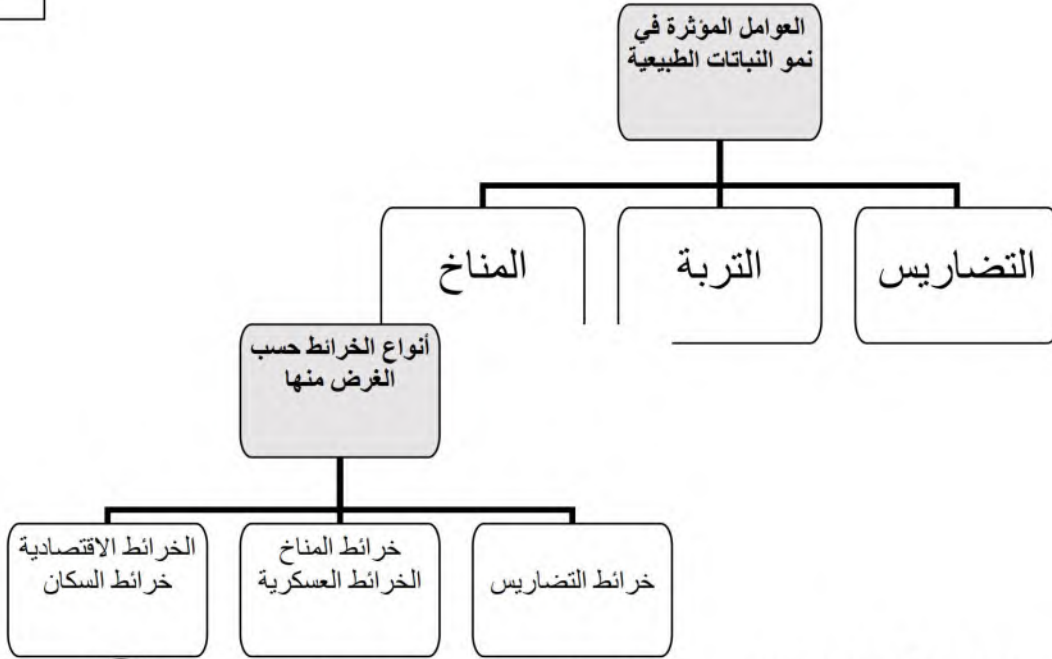 العوامل المؤثرة في
نمو النباتات الطبيعية
التضاريس
التربة
المناخ
أنواع الخرائط حسب
الغرض منها
خرائط التضاريس
خرائط المناخ
الخرائط العسكرية
الخرائط الاقتصادية
خرائط السكان